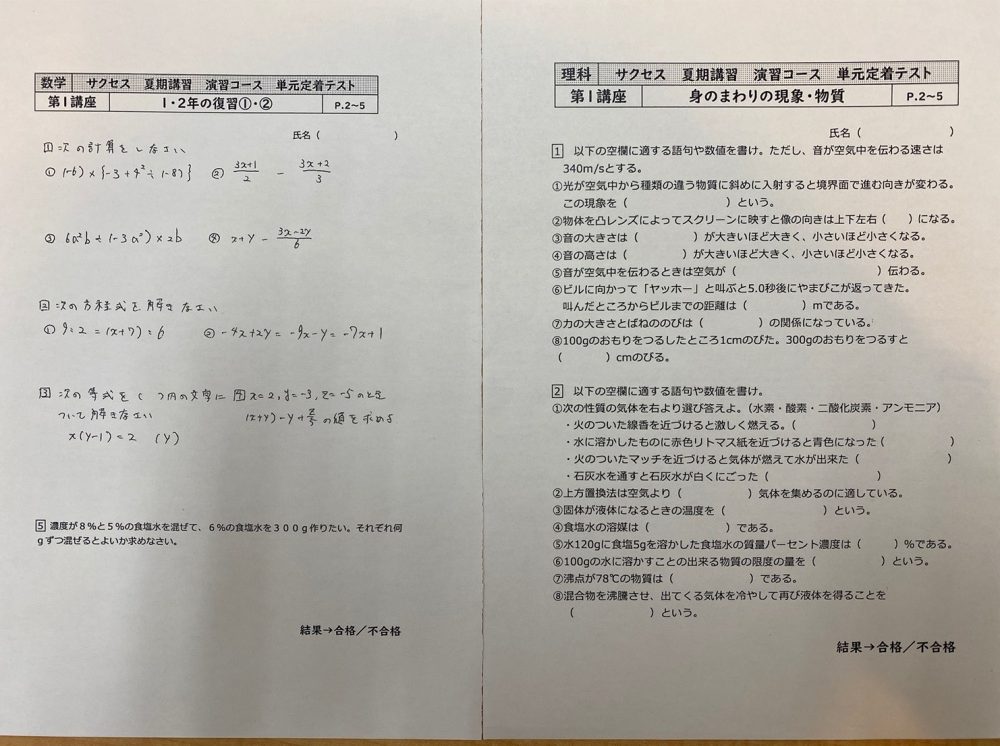 数学 サクセス 夏期講習 演習コース 単元定着テスト
第1講座 1・2年の復習①・② P.2～5
氏名（ ）
1 次の計算をしなさい
① (-6)×{-3+4²÷(-8)} ② 3x+1/2 - 3x+2/3
③ 6a²b÷(-3a²)×2b ④ x+y - 3x-2y/6
2 次の方程式を解きなさい
① 9:2=(x+7):6 ② -4x+2y=-9x-y=-7x+1
3 次の等式を〔 〕内の文字に
ついて解きなさい
x(y-1)=2 〔y〕
4 x=2,y=-3,z=-5のとき
(x+y)-y+z/5の値を求めよ
5 濃度が８％と５％の食塩水を混ぜて、６％の食塩水を３００ｇ作りたい。それぞれ何
ｇずつ混ぜるとよいか求めなさい。
結果→合格／不合格
理科 サクセス 夏期講習 演習コース 単元定着テスト
第1講座 身のまわりの現象・物質 P.2～5
氏名（ ）
1 以下の空欄に適する語句や数値を書け。ただし、音が空気中を伝わる速さは
340m/sとする。
①光が空気中から種類の違う物質に斜めに入射すると境界面で進む向きが変わる。
この現象を（ ）という。
②物体を凸レンズによってスクリーンに映すと像の向きは上下左右（ ）になる。
③音の大きさは（ ）が大きいほど大きく、小さいほど小さくなる。
④音の高さは（ ）が大きいほど大きく、小さいほど小さくなる。
⑤音が空気中を伝わるときは空気が（ ）伝わる。
⑥ビルに向かって「ヤッホー」と叫ぶと5.0秒後にやまびこが返ってきた。
叫んだところからビルまでの距離は（ ）mである。
⑦力の大きさとばねののびは（ ）の関係になっている。
⑧100gのおもりをつるしたところ1cmのびた。300gのおもりをつるすと
（ ）cmのびる。
2 以下の空欄に適する語句や数値を書け。
①次の性質の気体を右より選び答えよ。（水素・酸素・二酸化炭素・アンモニア）
・火のついた線香を近づけると激しく燃える。（ ）
・水に溶かしたものに赤色リトマス紙を近づけると青色になった（ ）
・火のついたマッチを近づけると気体が燃えて水が出来た（ ）
・石灰水を通すと石灰水が白くにごった（ ）
②上方置換法は空気より（ ）気体を集めるのに適している。
③固体が液体になるときの温度を（ ）という。
④食塩水の溶媒は（ ）である。
⑤水120gに食塩5gを溶かした食塩水の質量パーセント濃度は（ ）%である。
⑥100gの水に溶かすことの出来る物質の限度の量を（ ）という。
⑦沸点が78℃の物質は（ ）である。
⑧混合物を沸騰させ、出てくる気体を冷やして再び液体を得ることを
（ ）という。
結果→合格／不合格